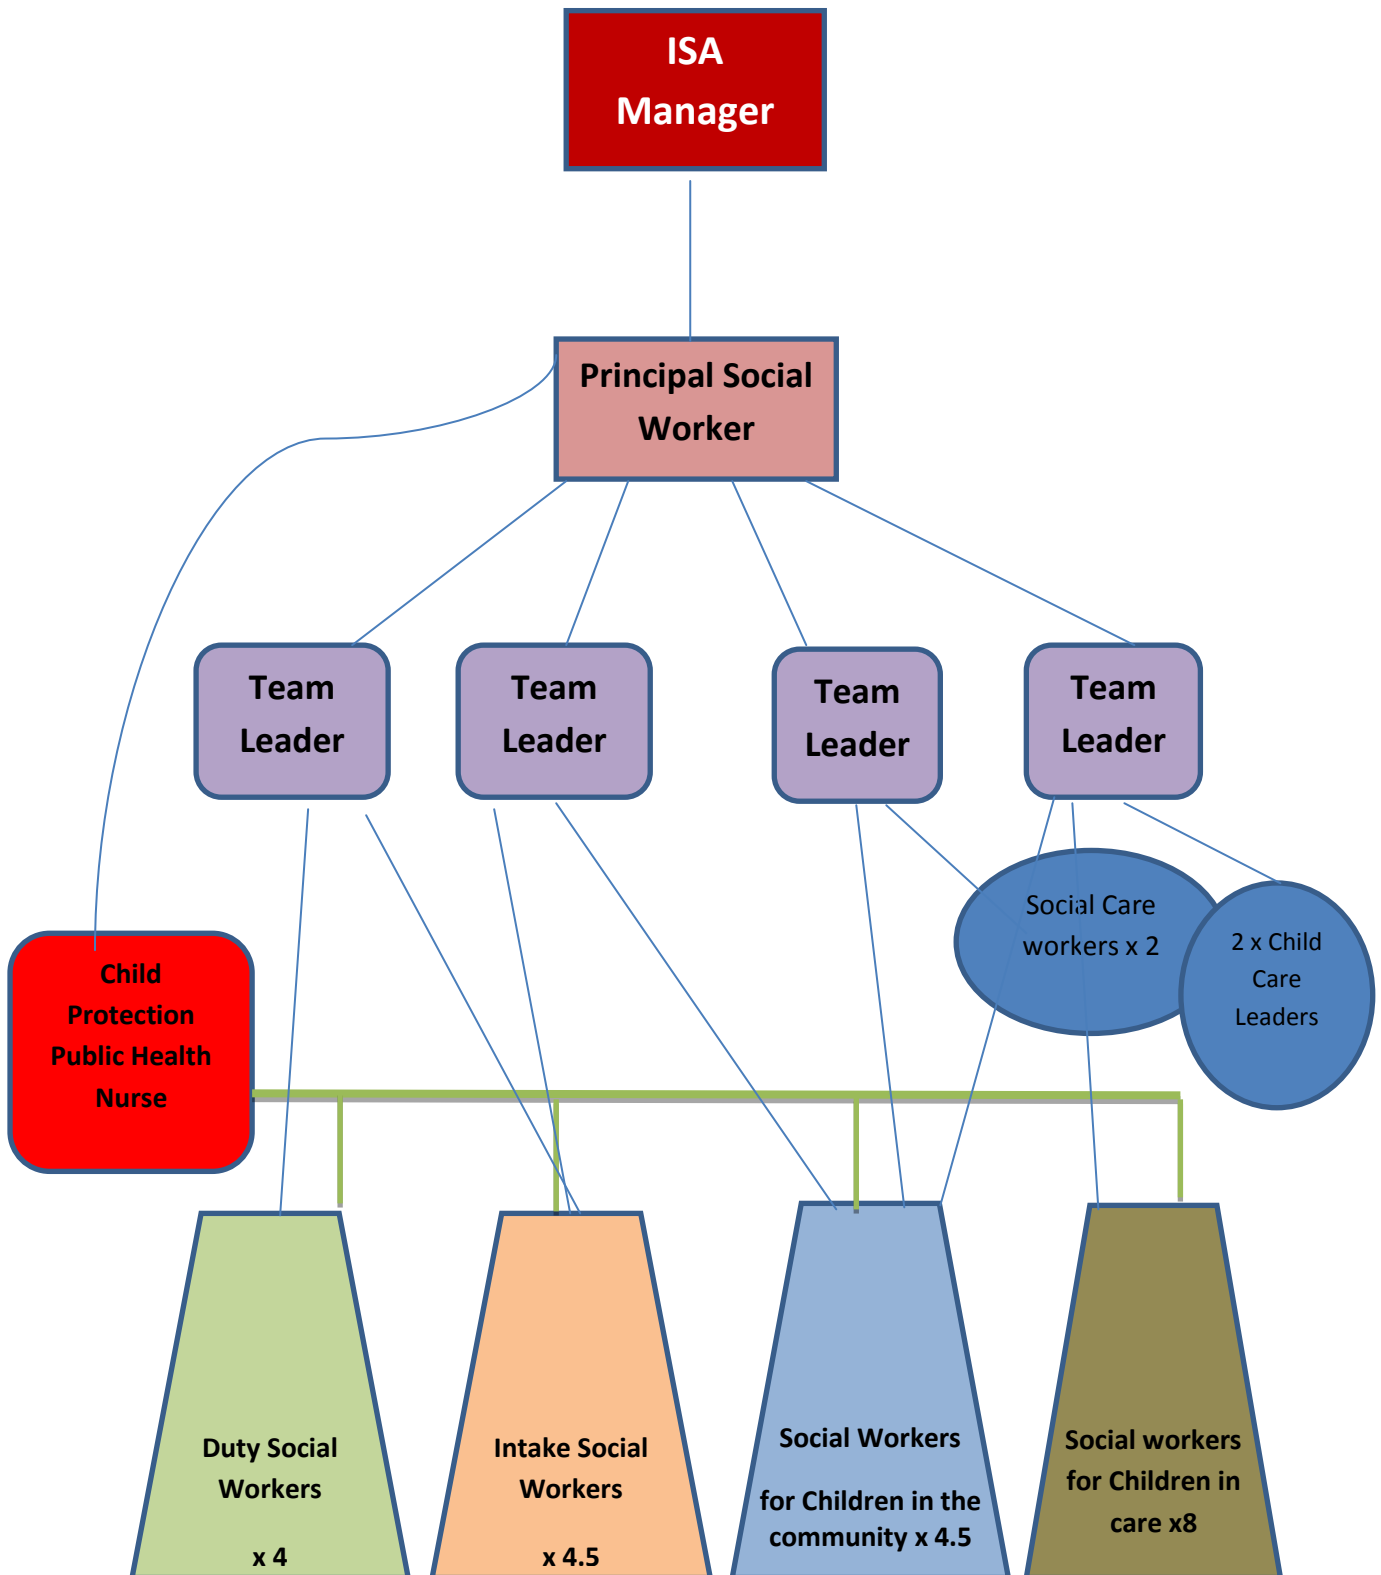 ISA
Manager
Principal Social
Worker
Team
Leader
Team
Leader
Team
Leader
Team
Leader
Social Care
workers x 2
2 x Child
Care
Leaders
Child
Protection
Public Health
Nurse
Duty Social
Workers
x 4
Intake Social
Workers
x 4.5
Social Workers
for Children in the
community x 4.5
Social workers
for Children in
care x8